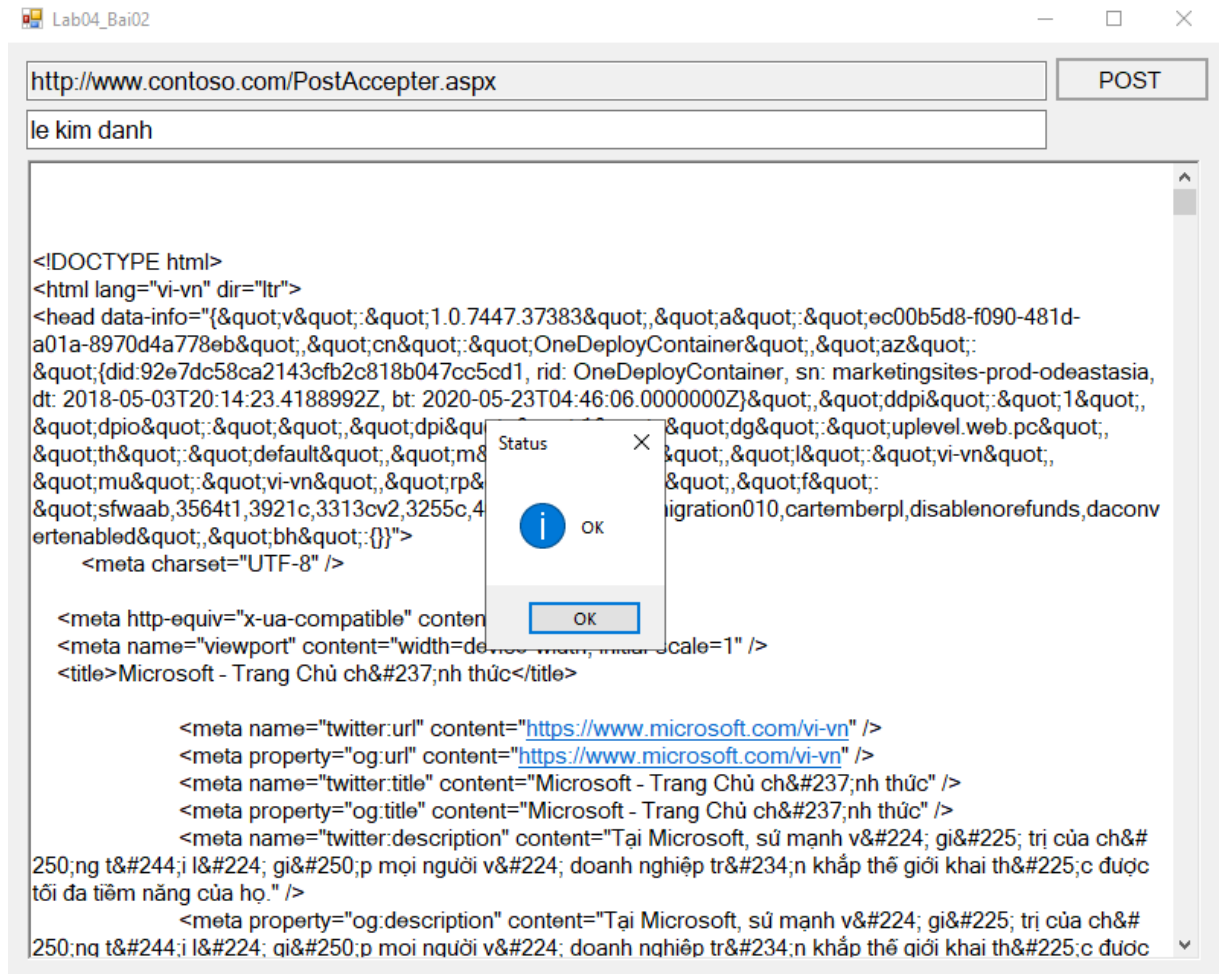 Lab04_Bai02
http://www.contoso.com/PostAccepter.aspx
POST
le kim danh
<!DOCTYPE html>
<html lang="vi-vn" dir="ltr">
<head data-info="{&quot;v&quot;:&quot;1.0.7447.37383&quot;,&quot;a&quot;:&quot;ec00b5d8-f090-481d-
a01a-8970d4a778eb&quot;,&quot;cn&quot;:&quot;OneDeployContainer&quot;,&quot;az&quot;:
&quot;{did:92e7dc58ca2143cfb2c818b047cc5cd1, rid: OneDeployContainer, sn: marketingsites-prod-odeastasia,
dt: 2018-05-03T20:14:23.4188992Z, bt: 2020-05-23T04:46:06.0000000Z}&quot;,&quot;ddpi&quot;:&quot;1&quot;,
&quot;dpio&quot;:&quot;&quot;,&quot;dpi&qu &quot;dg&quot;:&quot;uplevel.web.pc&quot;,
&quot;th&quot;:&quot;default&quot;,&quot;m& &quot;,&quot;l&quot;:&quot;vi-vn&quot;,
&quot;mu&quot;:&quot;vi-vn&quot;,&quot;rp& &quot;,&quot;f&quot;:
&quot;sfwaab,3564t1,3921c,3313cv2,3255c,4 igration010,cartemberpl,disablenorefunds,daconv
ertenabled&quot;,&quot;bh&quot;:{}}">
<meta charset="UTF-8" />
<meta http-equiv="x-ua-compatible" conten
<meta name="viewport" content="width=device-width, initial-scale=1" />
<title>Microsoft - Trang Chủ ch&#237;nh thức</title>
<meta name="twitter:url" content="https://www.microsoft.com/vi-vn" />
<meta property="og:url" content="https://www.microsoft.com/vi-vn" />
<meta name="twitter:title" content="Microsoft - Trang Chủ ch&#237;nh thức" />
<meta property="og:title" content="Microsoft - Trang Chủ ch&#237;nh thức" />
<meta name="twitter:description" content="Tại Microsoft, sứ mạnh v&#224; gi&#225; trị của ch&#
250;ng t&#244;i l&#224; gi&#250;p mọi người v&#224; doanh nghiệp tr&#234;n khắp thế giới khai th&#225;c được
tối đa tiềm năng của họ." />
<meta property="og:description" content="Tại Microsoft, sứ mạnh v&#224; gi&#225; trị của ch&#
250;ng t&#244;i l&#224; gi&#250;p mọi người v&#224; doanh nghiệp tr&#234;n khắp thế giới khai th&#225;c được
Status
OK
OK